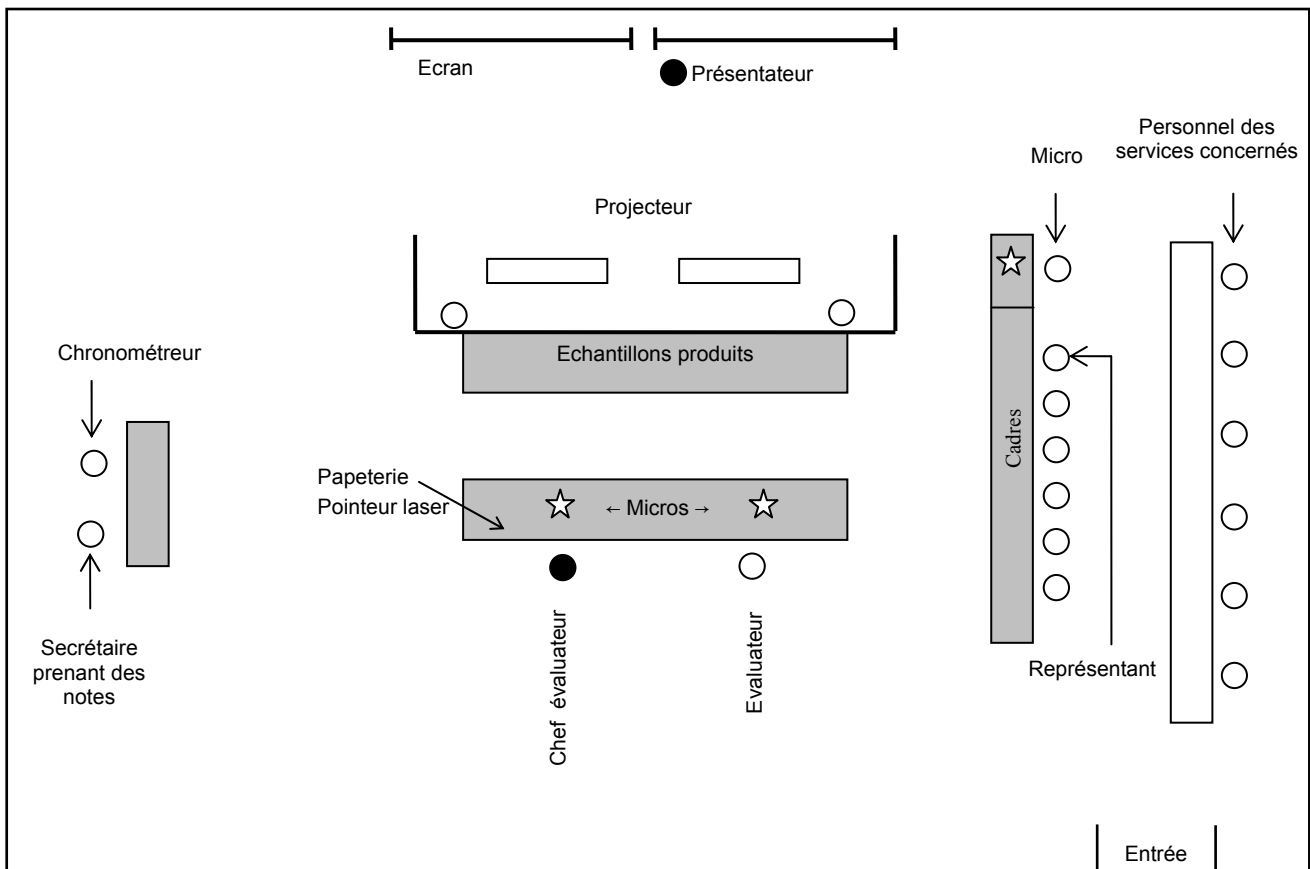 Ecran
Présentateur
Personnel des
services concernés
Micro
Projecteur
Chronométreur
Echantillons produits
Cadres
Papeterie
Pointeur laser
← Micros →
Secrétaire
prenant des
notes
Chef évaluateur
Evaluateur
Représentant
Entrée